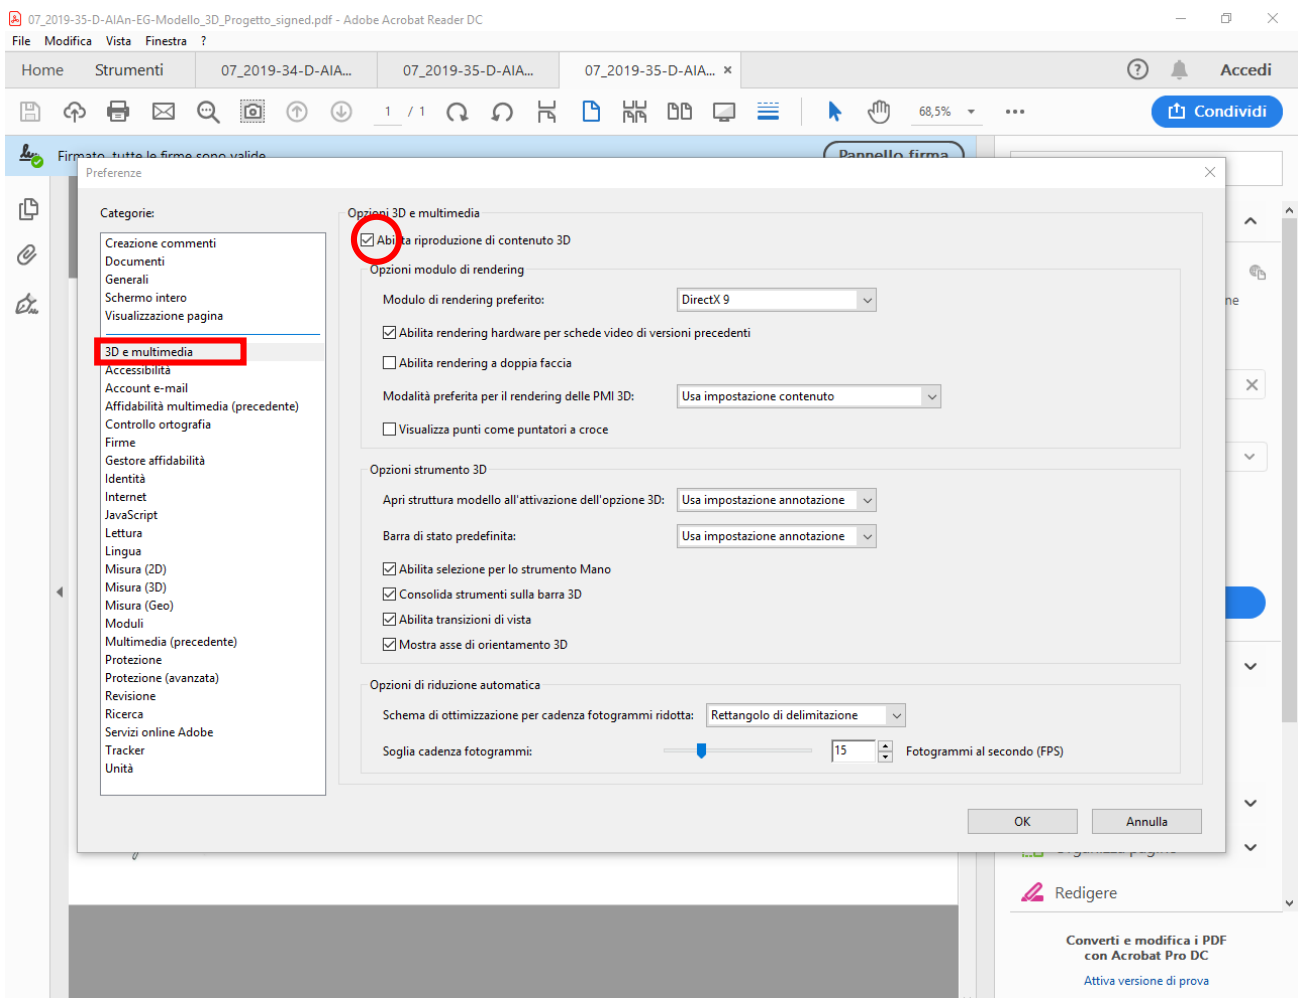 07_2019-35-D-AlAn-EG-Modello_3D_Progetto_signed.pdf - Adobe Acrobat Reader DC
File Modifica Vista Finestra ?
Home Strumenti 07_2019-34-D-AlA... 07_2019-35-D-AlA... 07_2019-35-D-AlA... × ? Accedi
1 / 1 68,5% Condividi
Firmato, tutte le firme sono valide. Pannello firma
Preferenze
Categorie:
Creazione commenti
Documenti
Generali
Schermo intero
Visualizzazione pagina
3D e multimedia
Accessibilità
Account e-mail
Affidabilità multimedia (precedente)
Controllo ortografia
Firme
Gestore affidabilità
Identità
Internet
JavaScript
Lettura
Lingua
Misura (2D)
Misura (3D)
Misura (Geo)
Moduli
Multimedia (precedente)
Protezione
Protezione (avanzata)
Revisione
Ricerca
Servizi online Adobe
Tracker
Unità
Opzioni 3D e multimedia
Abilita riproduzione di contenuto 3D
Opzioni modulo di rendering
Modulo di rendering preferito: DirectX 9
Abilita rendering hardware per schede video di versioni precedenti
Abilita rendering a doppia faccia
Modalità preferita per il rendering delle PMI 3D: Usa impostazione contenuto
Visualizza punti come puntatori a croce
Opzioni strumento 3D
Apri struttura modello all'attivazione dell'opzione 3D: Usa impostazione annotazione
Barra di stato predefinita: Usa impostazione annotazione
Abilita selezione per lo strumento Mano
Consolida strumenti sulla barra 3D
Abilita transizioni di vista
Mostra asse di orientamento 3D
Opzioni di riduzione automatica
Schema di ottimizzazione per cadenza fotogrammi ridotta: Rettangolo di delimitazione
Soglia cadenza fotogrammi: 15 Fotogrammi al secondo (FPS)
OK Annulla
ne
Organizza pagine
Redigere
Converti e modifica i PDF
con Acrobat Pro DC
Attiva versione di prova